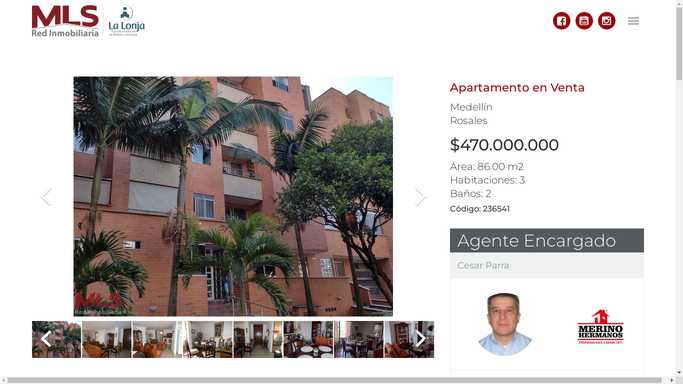 MLS
Red Inmobiliaria
La Lonja
Apartamento en Venta
Medellín
Rosales
$470.000.000
Área: 86.00 m2
Habitaciones: 3
Baños: 2
Código: 236541
Agente Encargado
Cesar Parra
MLS
MERINO
HERMANOS